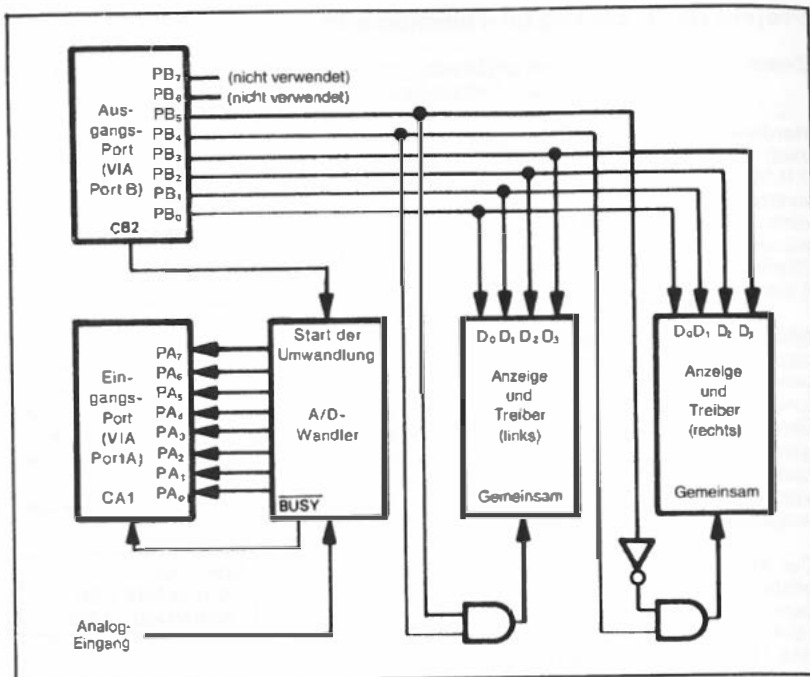 PB₇ (nicht verwendet)
PB₆ (nicht verwendet)
PB₅
PB₄
PB₃
PB₂
PB₁
PB₀
Aus-
gangs-
Port
(VIA
Port B)
CB2
PA₇
PA₆
PA₅
PA₄
PA₃
PA₂
PA₁
PA₀
Ein-
gangs-
Port
(VIA
Port A)
CA1
Start der
Umwandlung
A/D-
Wandler
BUSY
D₀ D₁ D₂ D₃
Anzeige
und
Treiber
(links)
Gemeinsam
D₀ D₁ D₂ D₃
Anzeige
und
Treiber
(rechts)
Gemeinsam
Analog-
Eingang